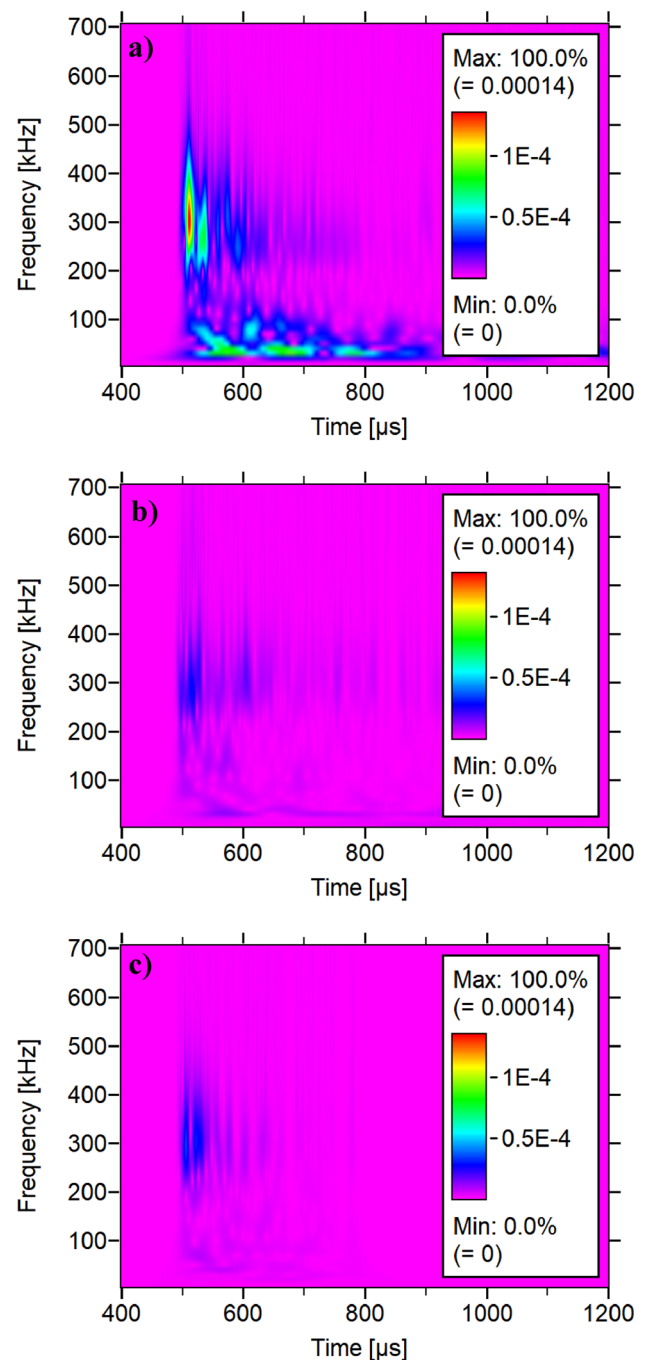 a)
700
600
500
400
300
200
100
Frequency [kHz]
Max: 100.0%
(= 0.00014)
1E-4
0.5E-4
Min: 0.0%
(= 0)
400 600 800 1000 1200
Time [µs]
b)
700
600
500
400
300
200
100
Frequency [kHz]
Max: 100.0%
(= 0.00014)
1E-4
0.5E-4
Min: 0.0%
(= 0)
400 600 800 1000 1200
Time [µs]
c)
700
600
500
400
300
200
100
Frequency [kHz]
Max: 100.0%
(= 0.00014)
1E-4
0.5E-4
Min: 0.0%
(= 0)
400 600 800 1000 1200
Time [µs]